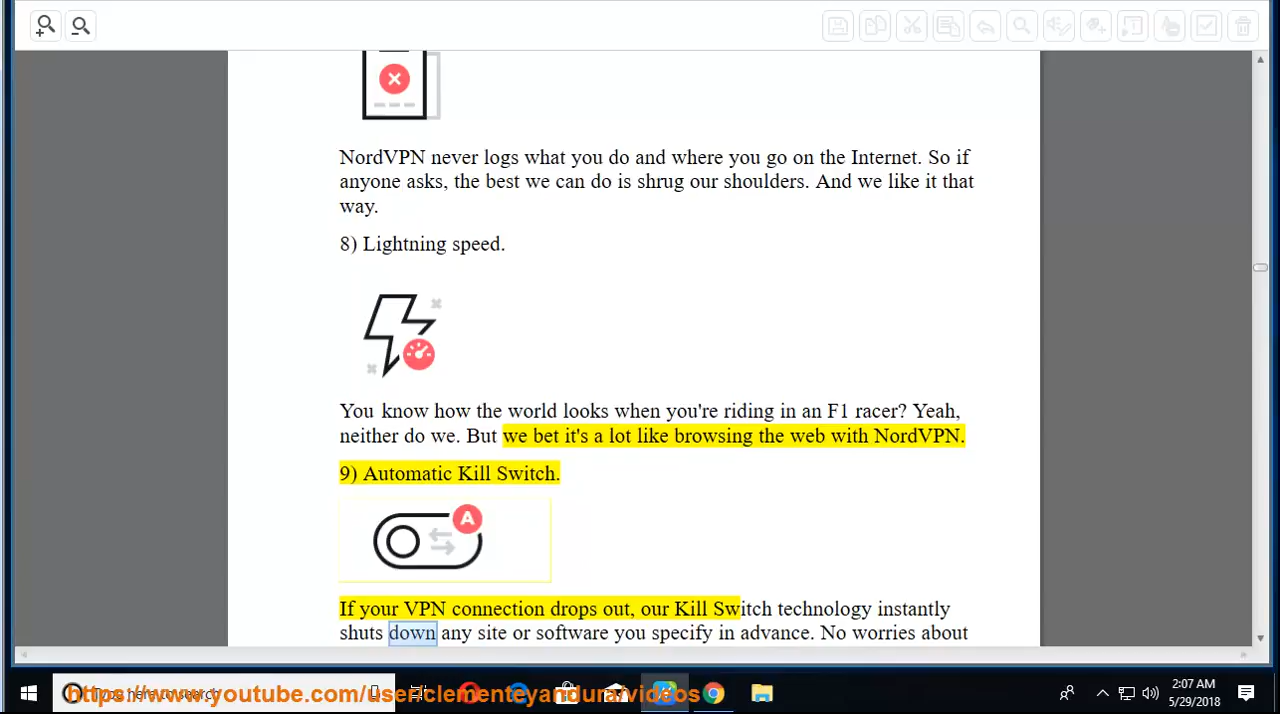 NordVPN never logs what you do and where you go on the Internet. So if
anyone asks, the best we can do is shrug our shoulders. And we like it that
way.
8) Lightning speed.
You know how the world looks when you're riding in an F1 racer? Yeah,
neither do we. But we bet it's a lot like browsing the web with NordVPN.
9) Automatic Kill Switch.
A
If your VPN connection drops out, our Kill Switch technology instantly
shuts down any site or software you specify in advance. No worries about
https://www.youtube.com/user/clementeyandura/videos
2:07 AM
5/29/2018